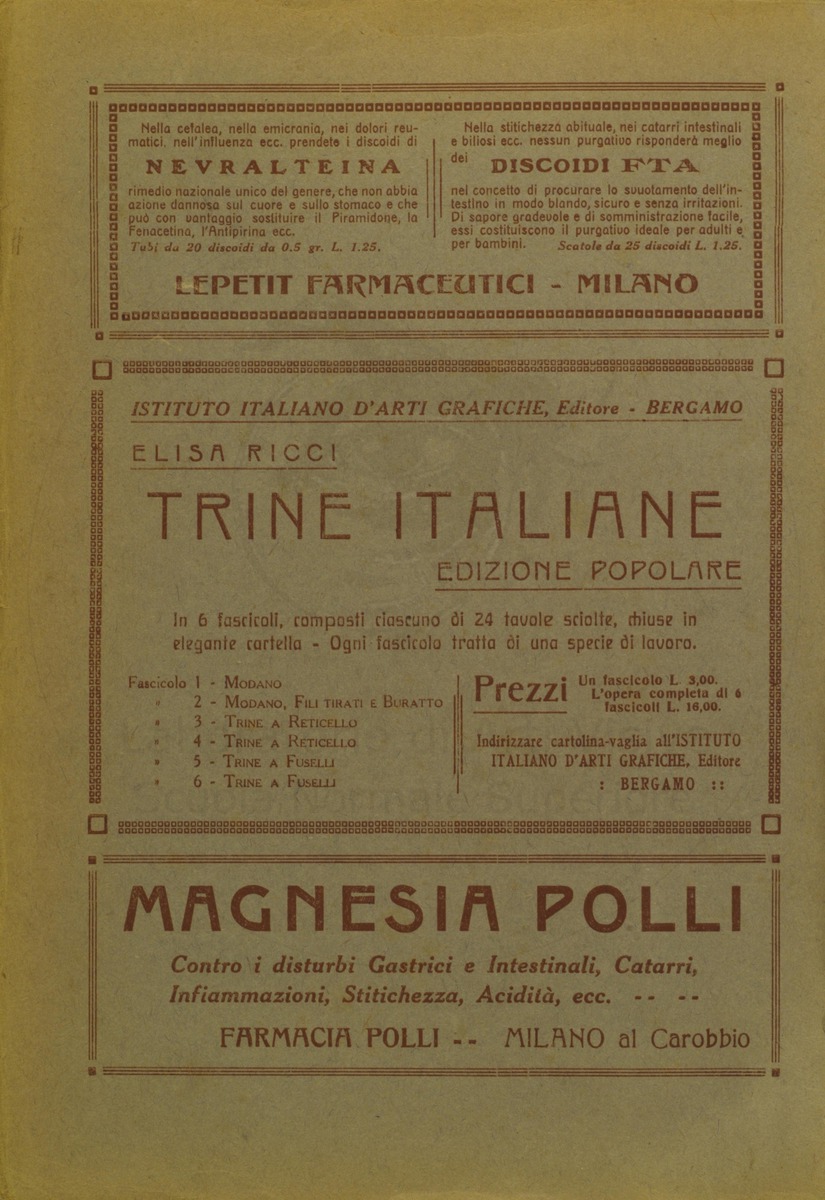 Nella cefalea, nella emicrania, nei dolori reu-
matici, nell'influenza ecc. prendete i discoidi di
NEVRALTEINA
rimedio nazionale unico del genere, che non abbia
azione dannosa sul cuore e sullo stomaco e che
può con vantaggio sostituire il Piramidone, la
Fenacetina, l'Antipirina ecc.
Tubi da 20 discoidi da 0.5 gr. L. 1.25.
Nella stitichezza abituale, nei catarri intestinali
e biliosi ecc. nessun purgativo risponderà meglio
dei DISCOIDI FTA
nel concetto di procurare lo svuotamento dell'in-
testino in modo blando, sicuro e senza irritazioni.
Di sapore gradevole e di somministrazione facile,
essi costituiscono il purgativo ideale per adulti e
per bambini. Scatole da 25 discoidi L. 1.25.
LEPETIT FARMACEUTICI - MILANO
ISTITUTO ITALIANO D'ARTI GRAFICHE, Editore - BERGAMO
ELISA RICCI
TRINE ITALIANE
EDIZIONE POPOLARE
In 6 fascicoli, composti ciascuno di 24 tavole sciolte, chiuse in
elegante cartella - Ogni fascicolo tratta di una specie di lavoro.
Fascicolo 1 - MODANO
" 2 - MODANO, FILI TIRATI E BURATTO
" 3 - TRINE A RETICELLO
" 4 - TRINE A RETICELLO
" 5 - TRINE A FUSELLI
" 6 - TRINE A FUSELLI
Prezzi Un fascicolo L. 3,00.
L'opera completa di 6
fascicoli L. 16,00.
Indirizzare cartolina-vaglia all'ISTITUTO
ITALIANO D'ARTI GRAFICHE, Editore
: BERGAMO ::
MAGNESIA POLLI
Contro i disturbi Gastrici e Intestinali, Catarri,
Infiammazioni, Stitichezza, Acidità, ecc. -- --
FARMACIA POLLI -- MILANO al Carobbio